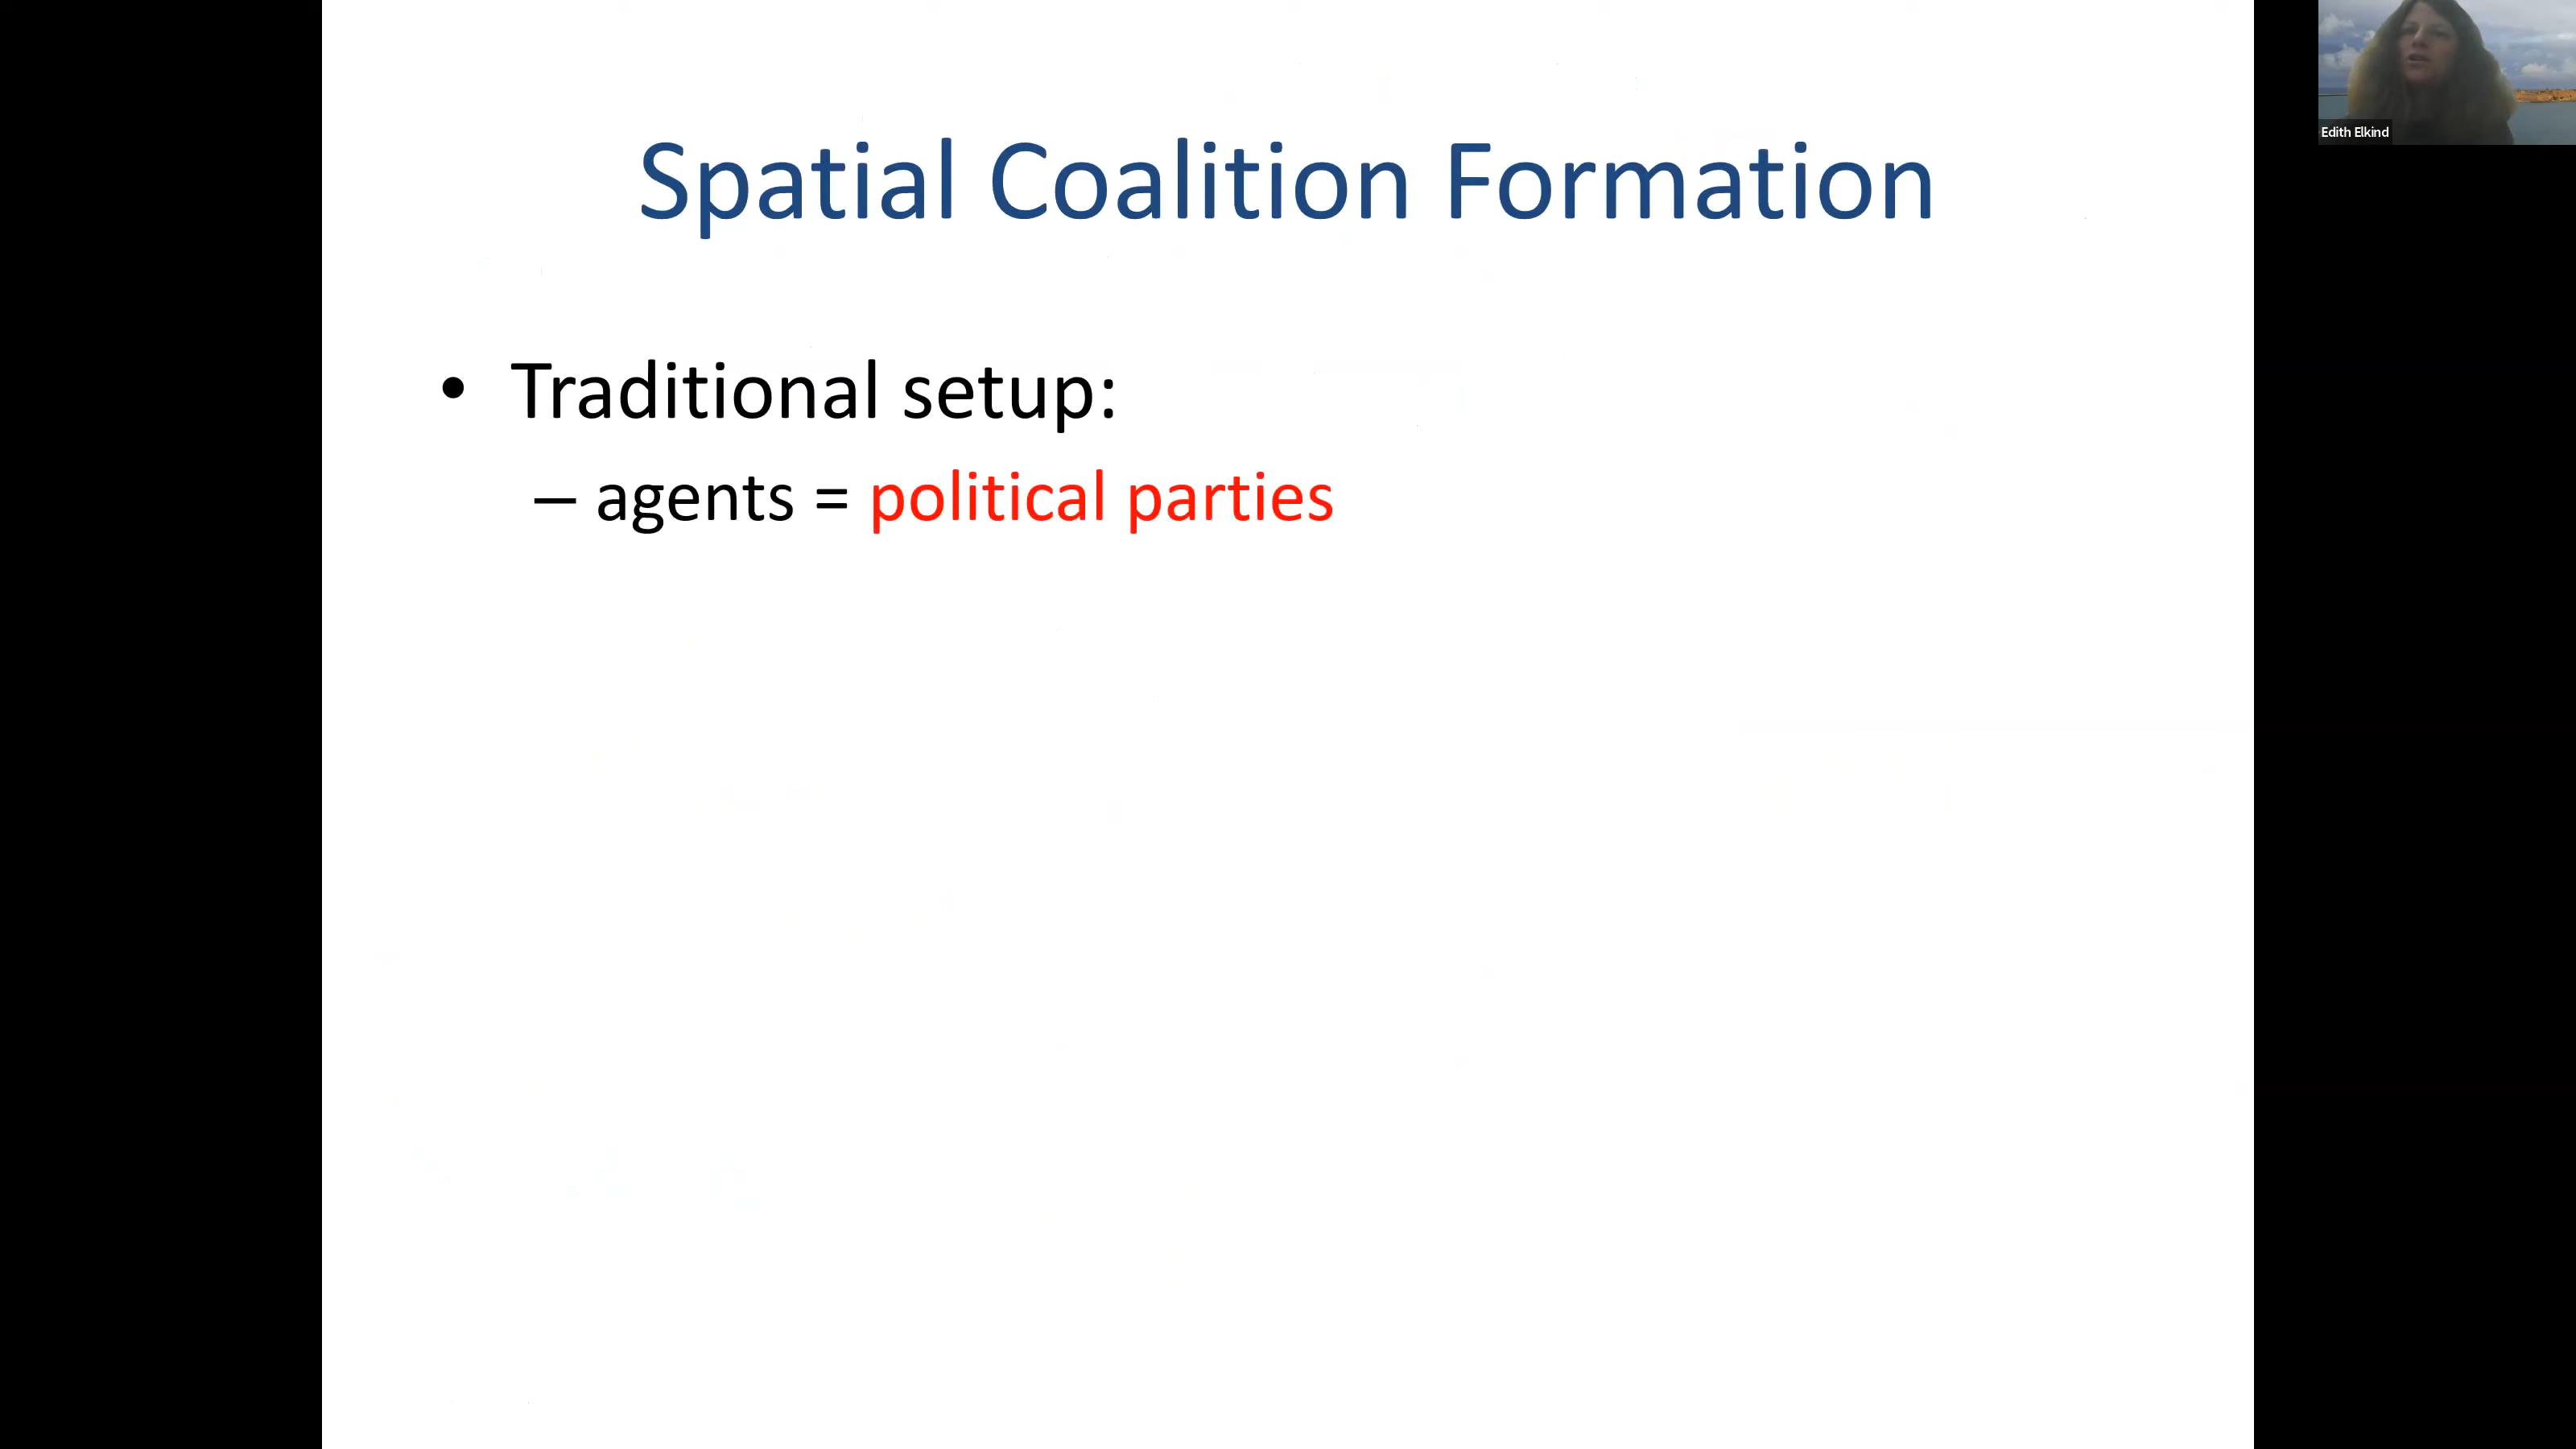 Spatial Coalition Formation
• Traditional setup:
– agents = political parties
Edith Elkind